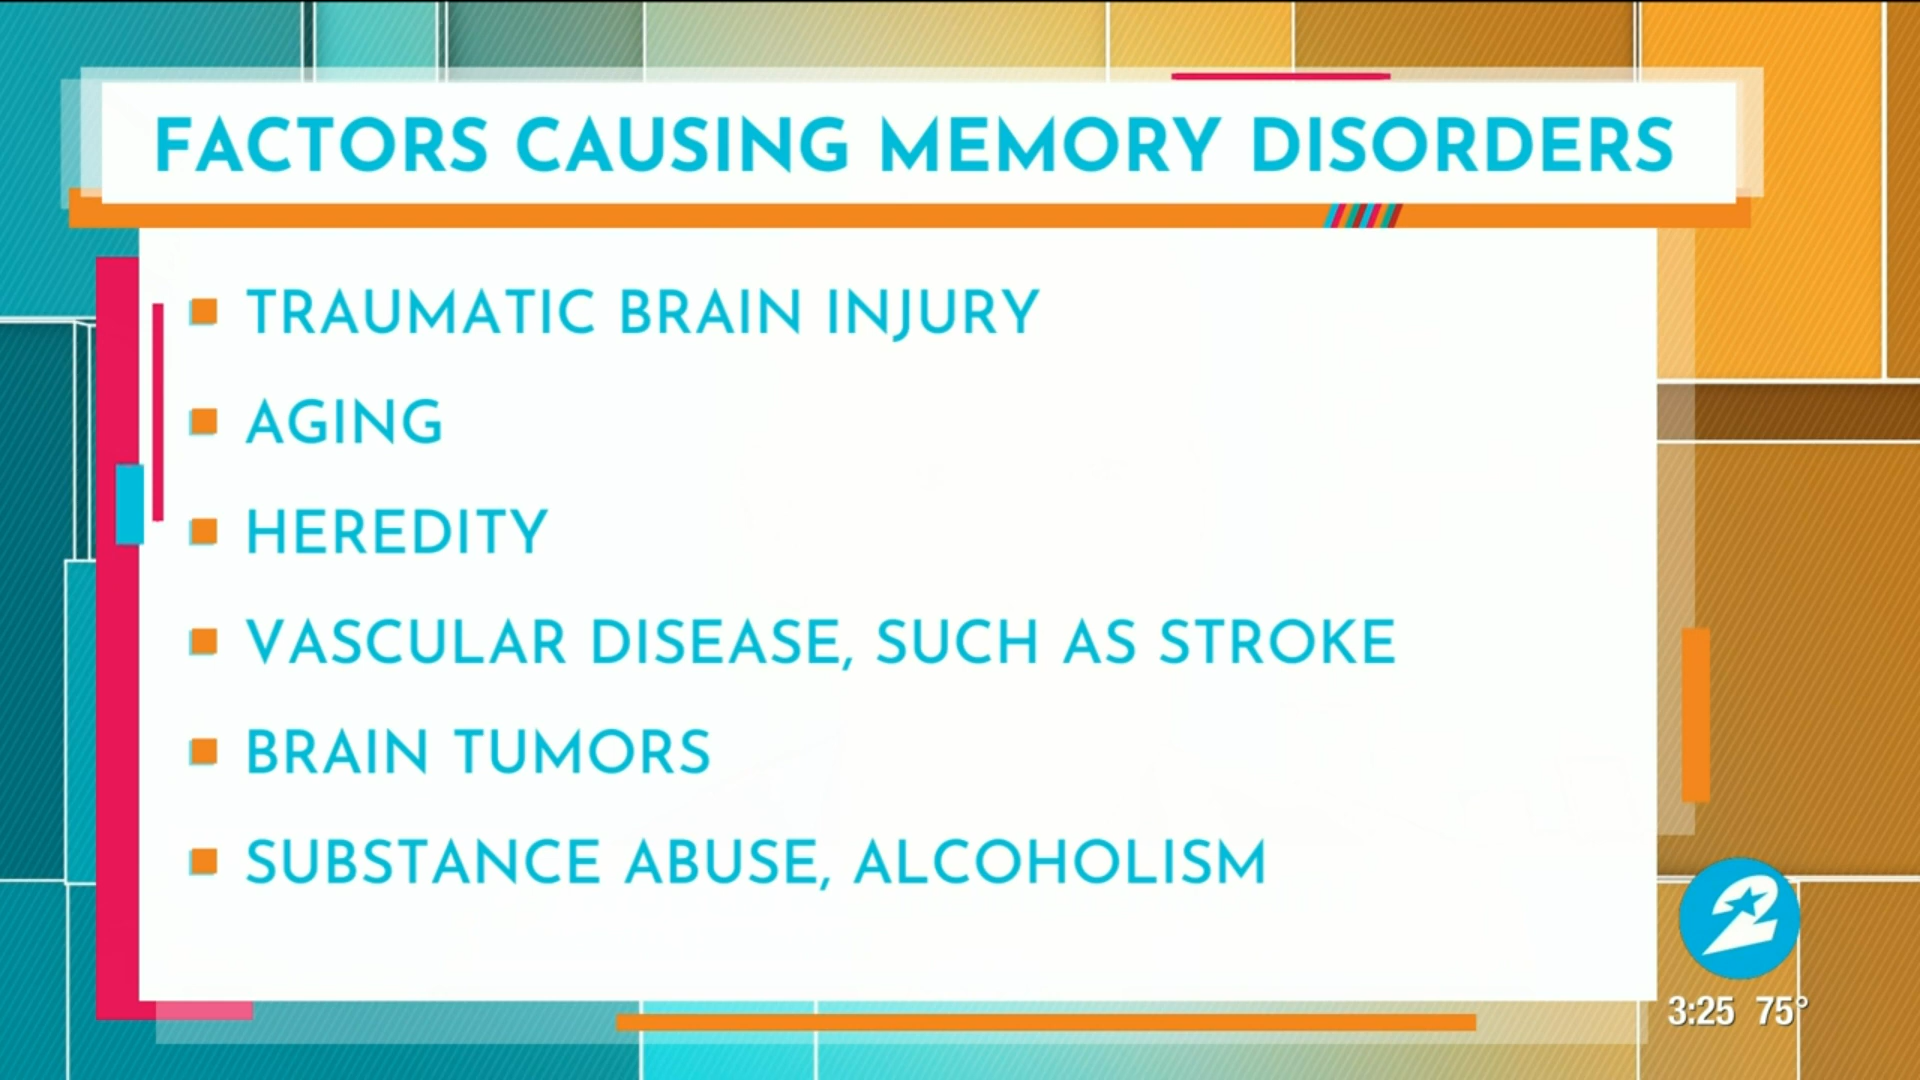 FACTORS CAUSING MEMORY DISORDERS
TRAUMATIC BRAIN INJURY
AGING
HEREDITY
VASCULAR DISEASE, SUCH AS STROKE
BRAIN TUMORS
SUBSTANCE ABUSE, ALCOHOLISM
2
3:25 75°